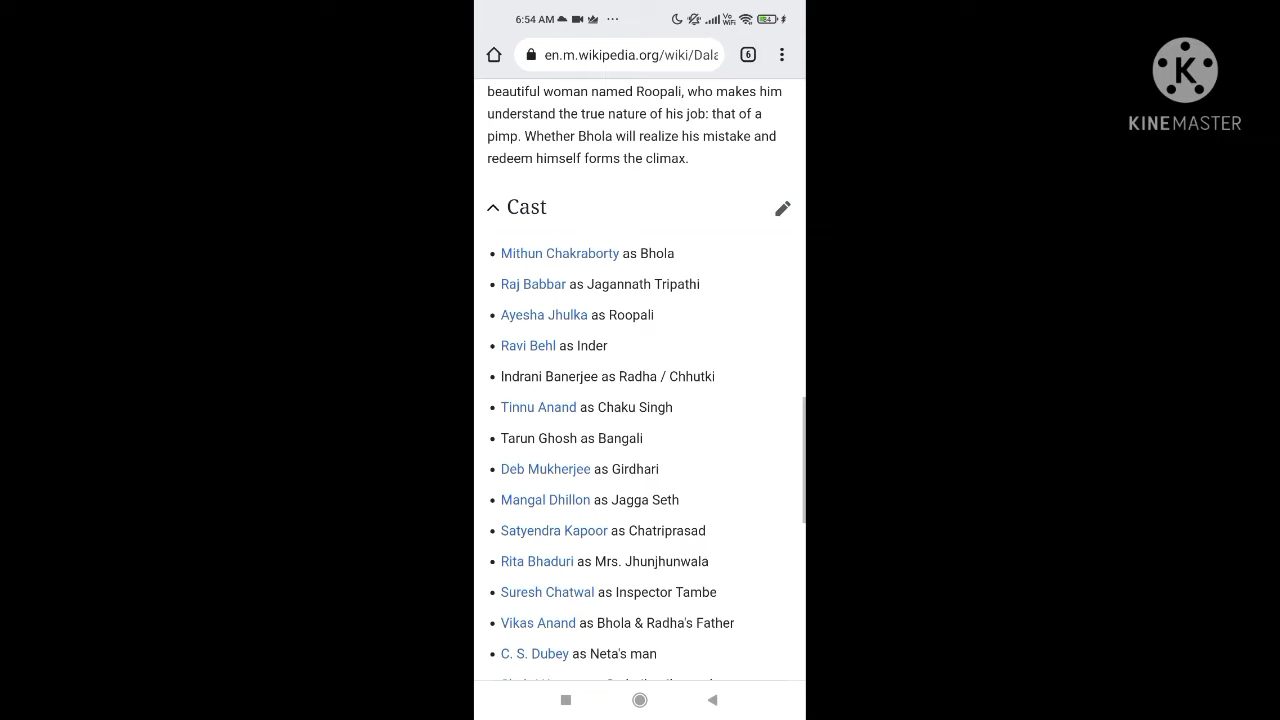 6:54 AM
Vo WiFi
en.m.wikipedia.org/wiki/Dala
6
beautiful woman named Roopali, who makes him
understand the true nature of his job: that of a
pimp. Whether Bhola will realize his mistake and
redeem himself forms the climax.
Cast
• Mithun Chakraborty as Bhola
• Raj Babbar as Jagannath Tripathi
• Ayesha Jhulka as Roopali
• Ravi Behl as Inder
• Indrani Banerjee as Radha / Chhutki
• Tinnu Anand as Chaku Singh
• Tarun Ghosh as Bangali
• Deb Mukherjee as Girdhari
• Mangal Dhillon as Jagga Seth
• Satyendra Kapoor as Chatriprasad
• Rita Bhaduri as Mrs. Jhunjhunwala
• Suresh Chatwal as Inspector Tambe
• Vikas Anand as Bhola & Radha's Father
• C. S. Dubey as Neta's man
K
KINEMASTER